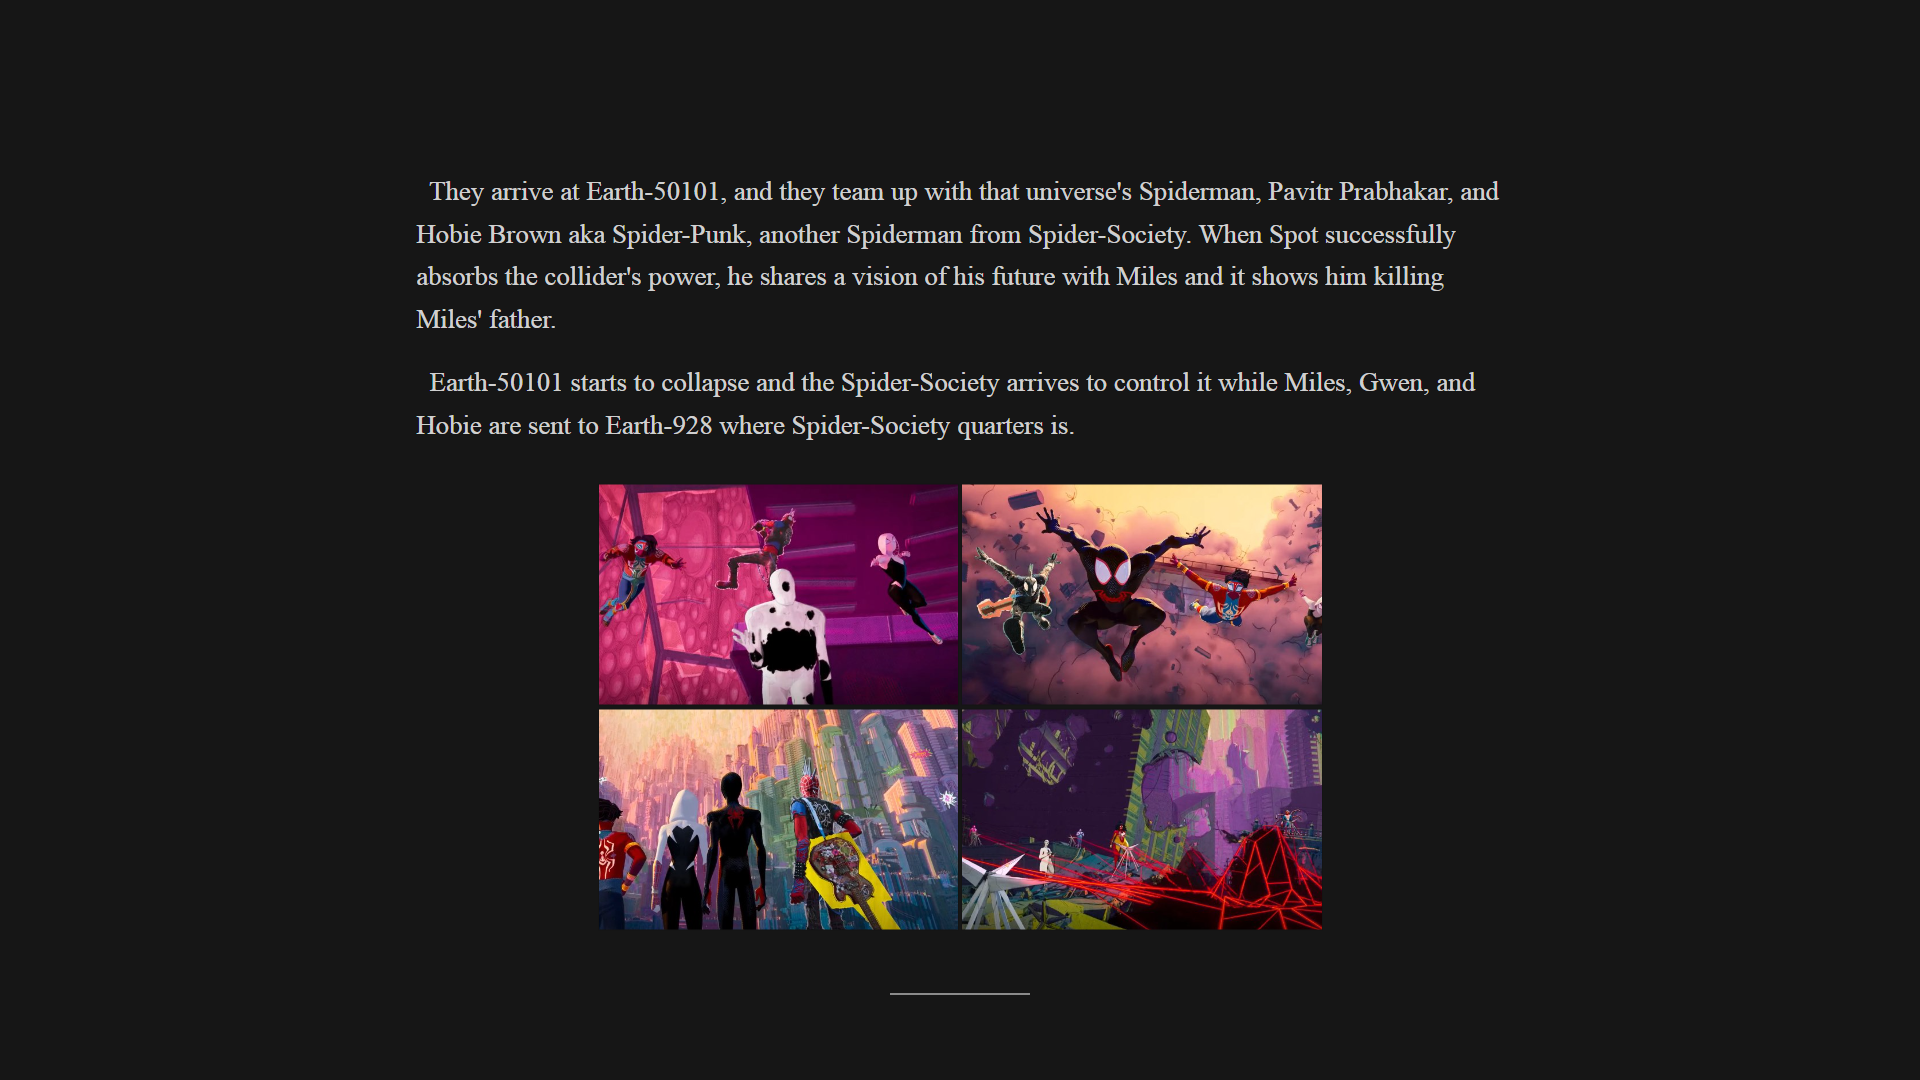 They arrive at Earth-50101, and they team up with that universe's Spiderman, Pavitr Prabhakar, and
Hobie Brown aka Spider-Punk, another Spiderman from Spider-Society. When Spot successfully
absorbs the collider's power, he shares a vision of his future with Miles and it shows him killing
Miles' father.
Earth-50101 starts to collapse and the Spider-Society arrives to control it while Miles, Gwen, and
Hobie are sent to Earth-928 where Spider-Society quarters is.